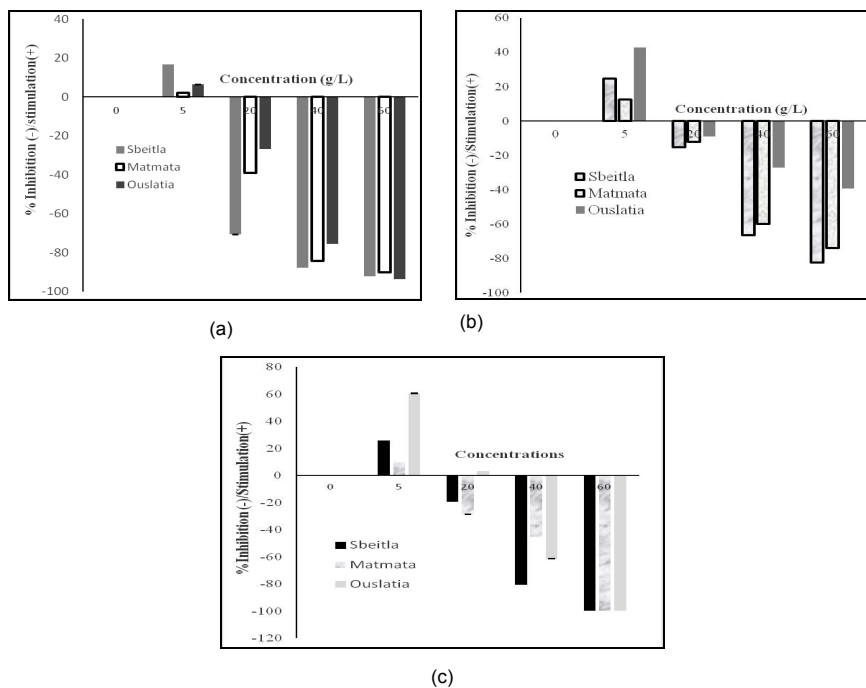 40
20
0
-20
-40
-60
-80
-100
% Inhibition (-)/stimulation(+)
Concentration (g/L)
0 5 20 40 60
Sbeitla
Matmata
Ouslatia
(a)
60
40
20
0
-20
-40
-60
-80
-100
% Inhibition (-)/Stimulation(+)
Concentration (g/L)
0 5 20 40 60
Sbeitla
Matmata
Ouslatia
(b)
80
60
40
20
0
-20
-40
-60
-80
-100
-120
%Inhibition (-)/Stimulation(+)
Concentrations
0 5 20 40 60
Sbeitla
Matmata
Ouslatia
(c)